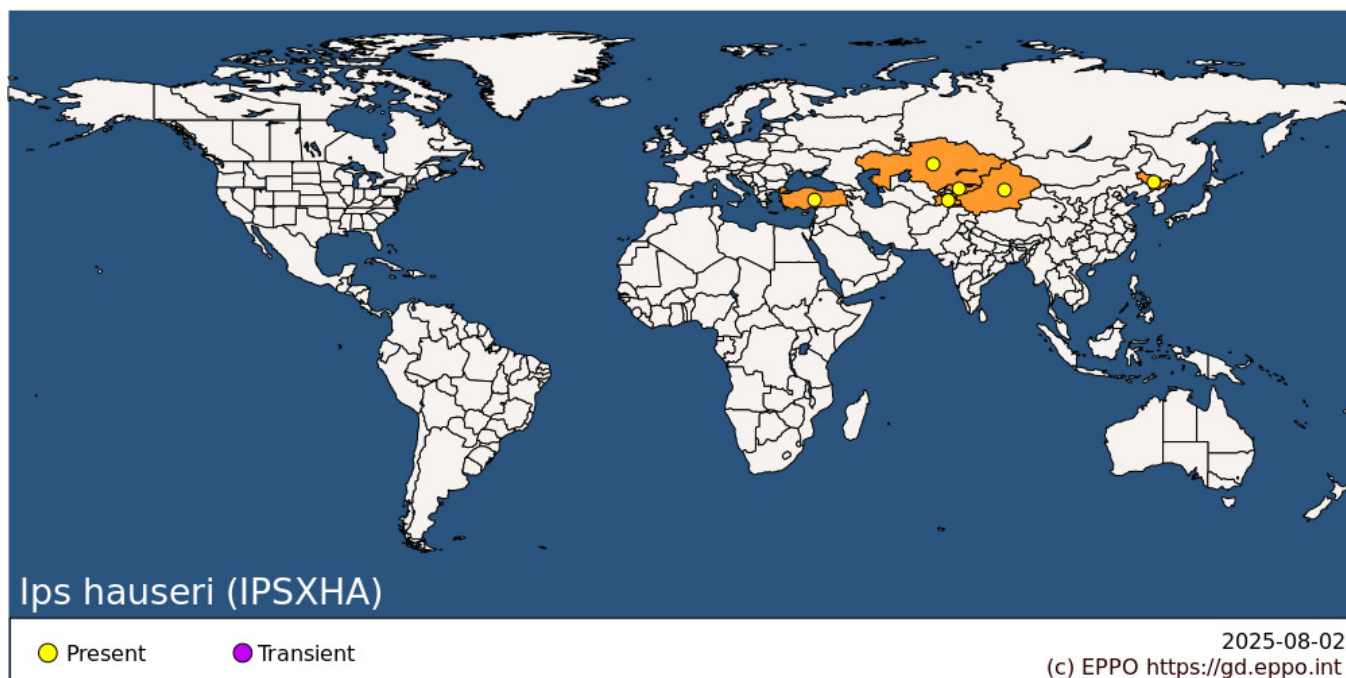 Ips hauseri (IPSXHA)
Present
Transient
2025-08-02
(c) EPPO https://gd.eppo.int